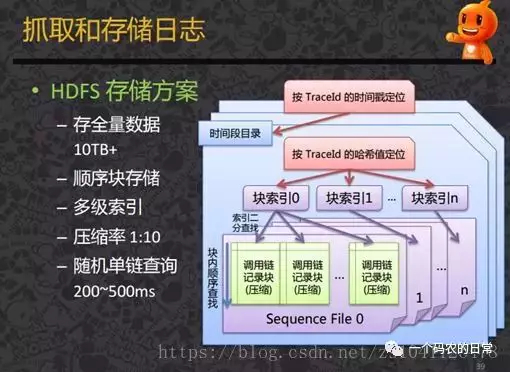 抓取和存储日志
• HDFS 存储方案
– 存全量数据
10TB+
– 顺序块存储
– 多级索引
– 压缩率 1:10
– 随机单链查询
200~500ms
按 TraceId 的时间戳定位
时间段目录
按 TraceId 的哈希值定位
块索引0
块索引1
...
块索引n
索引二
分查找
块内顺序查找
调用链
记录块
(压缩)
调用链
记录块
(压缩)
...
调用链
记录块
(压缩)
...
Sequence File 0
1
n
一个码农的日常
39